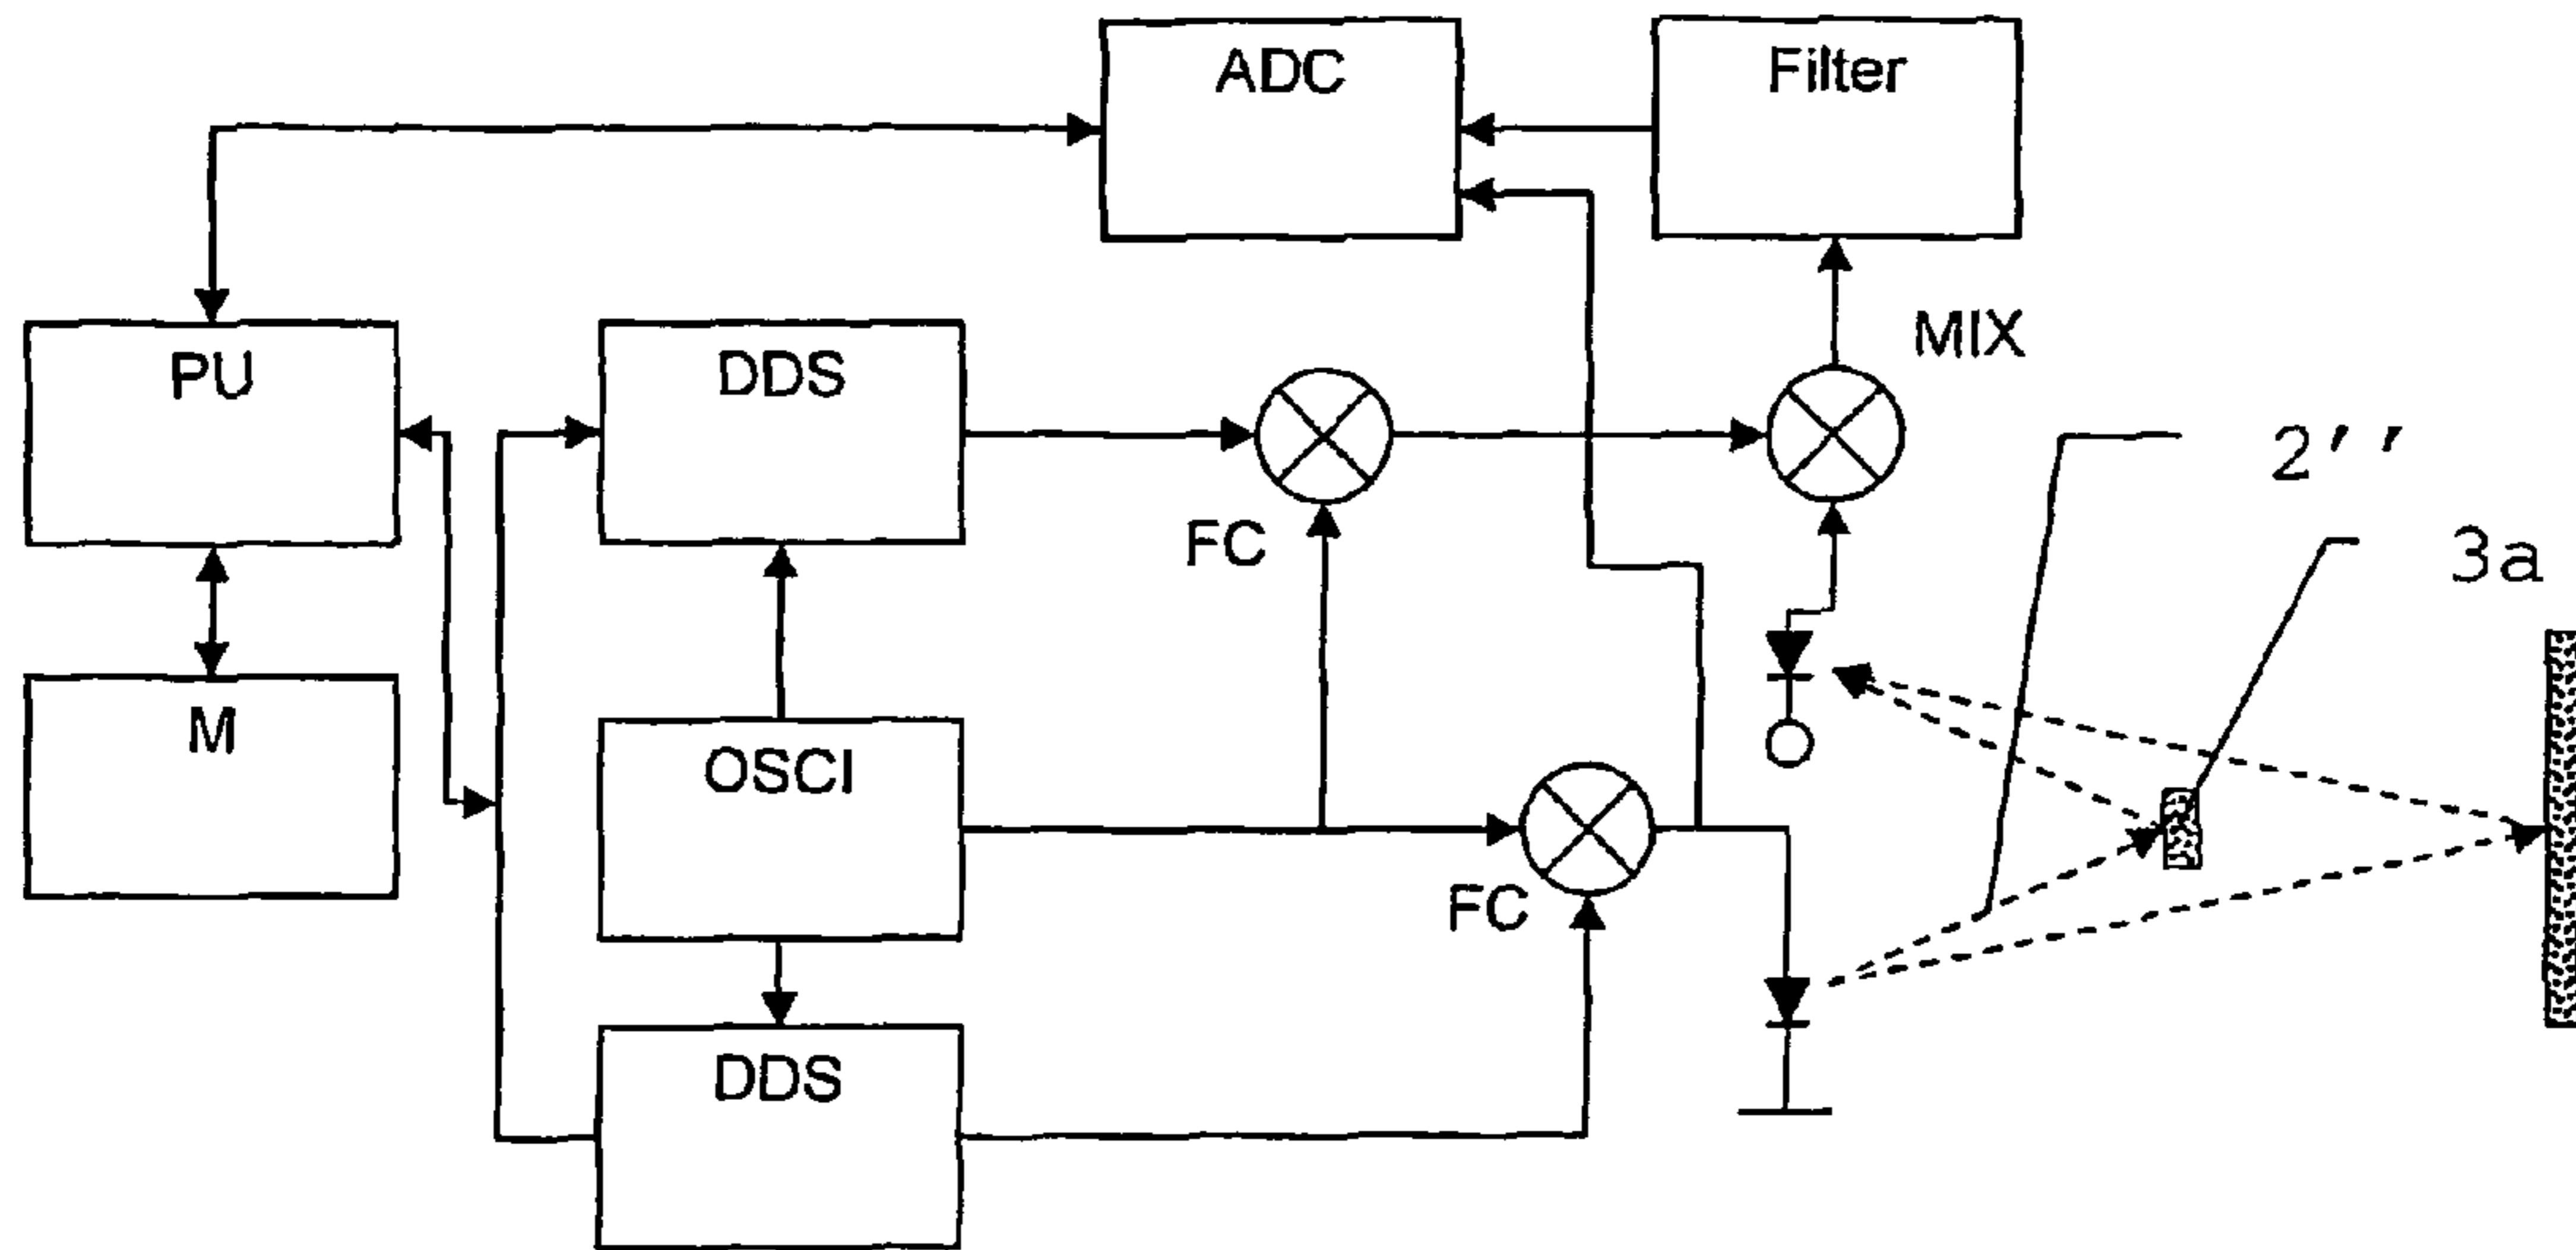 ADC
Filter
MIX
PU
DDS
2''
FC
3a
M
OSCI
FC
DDS